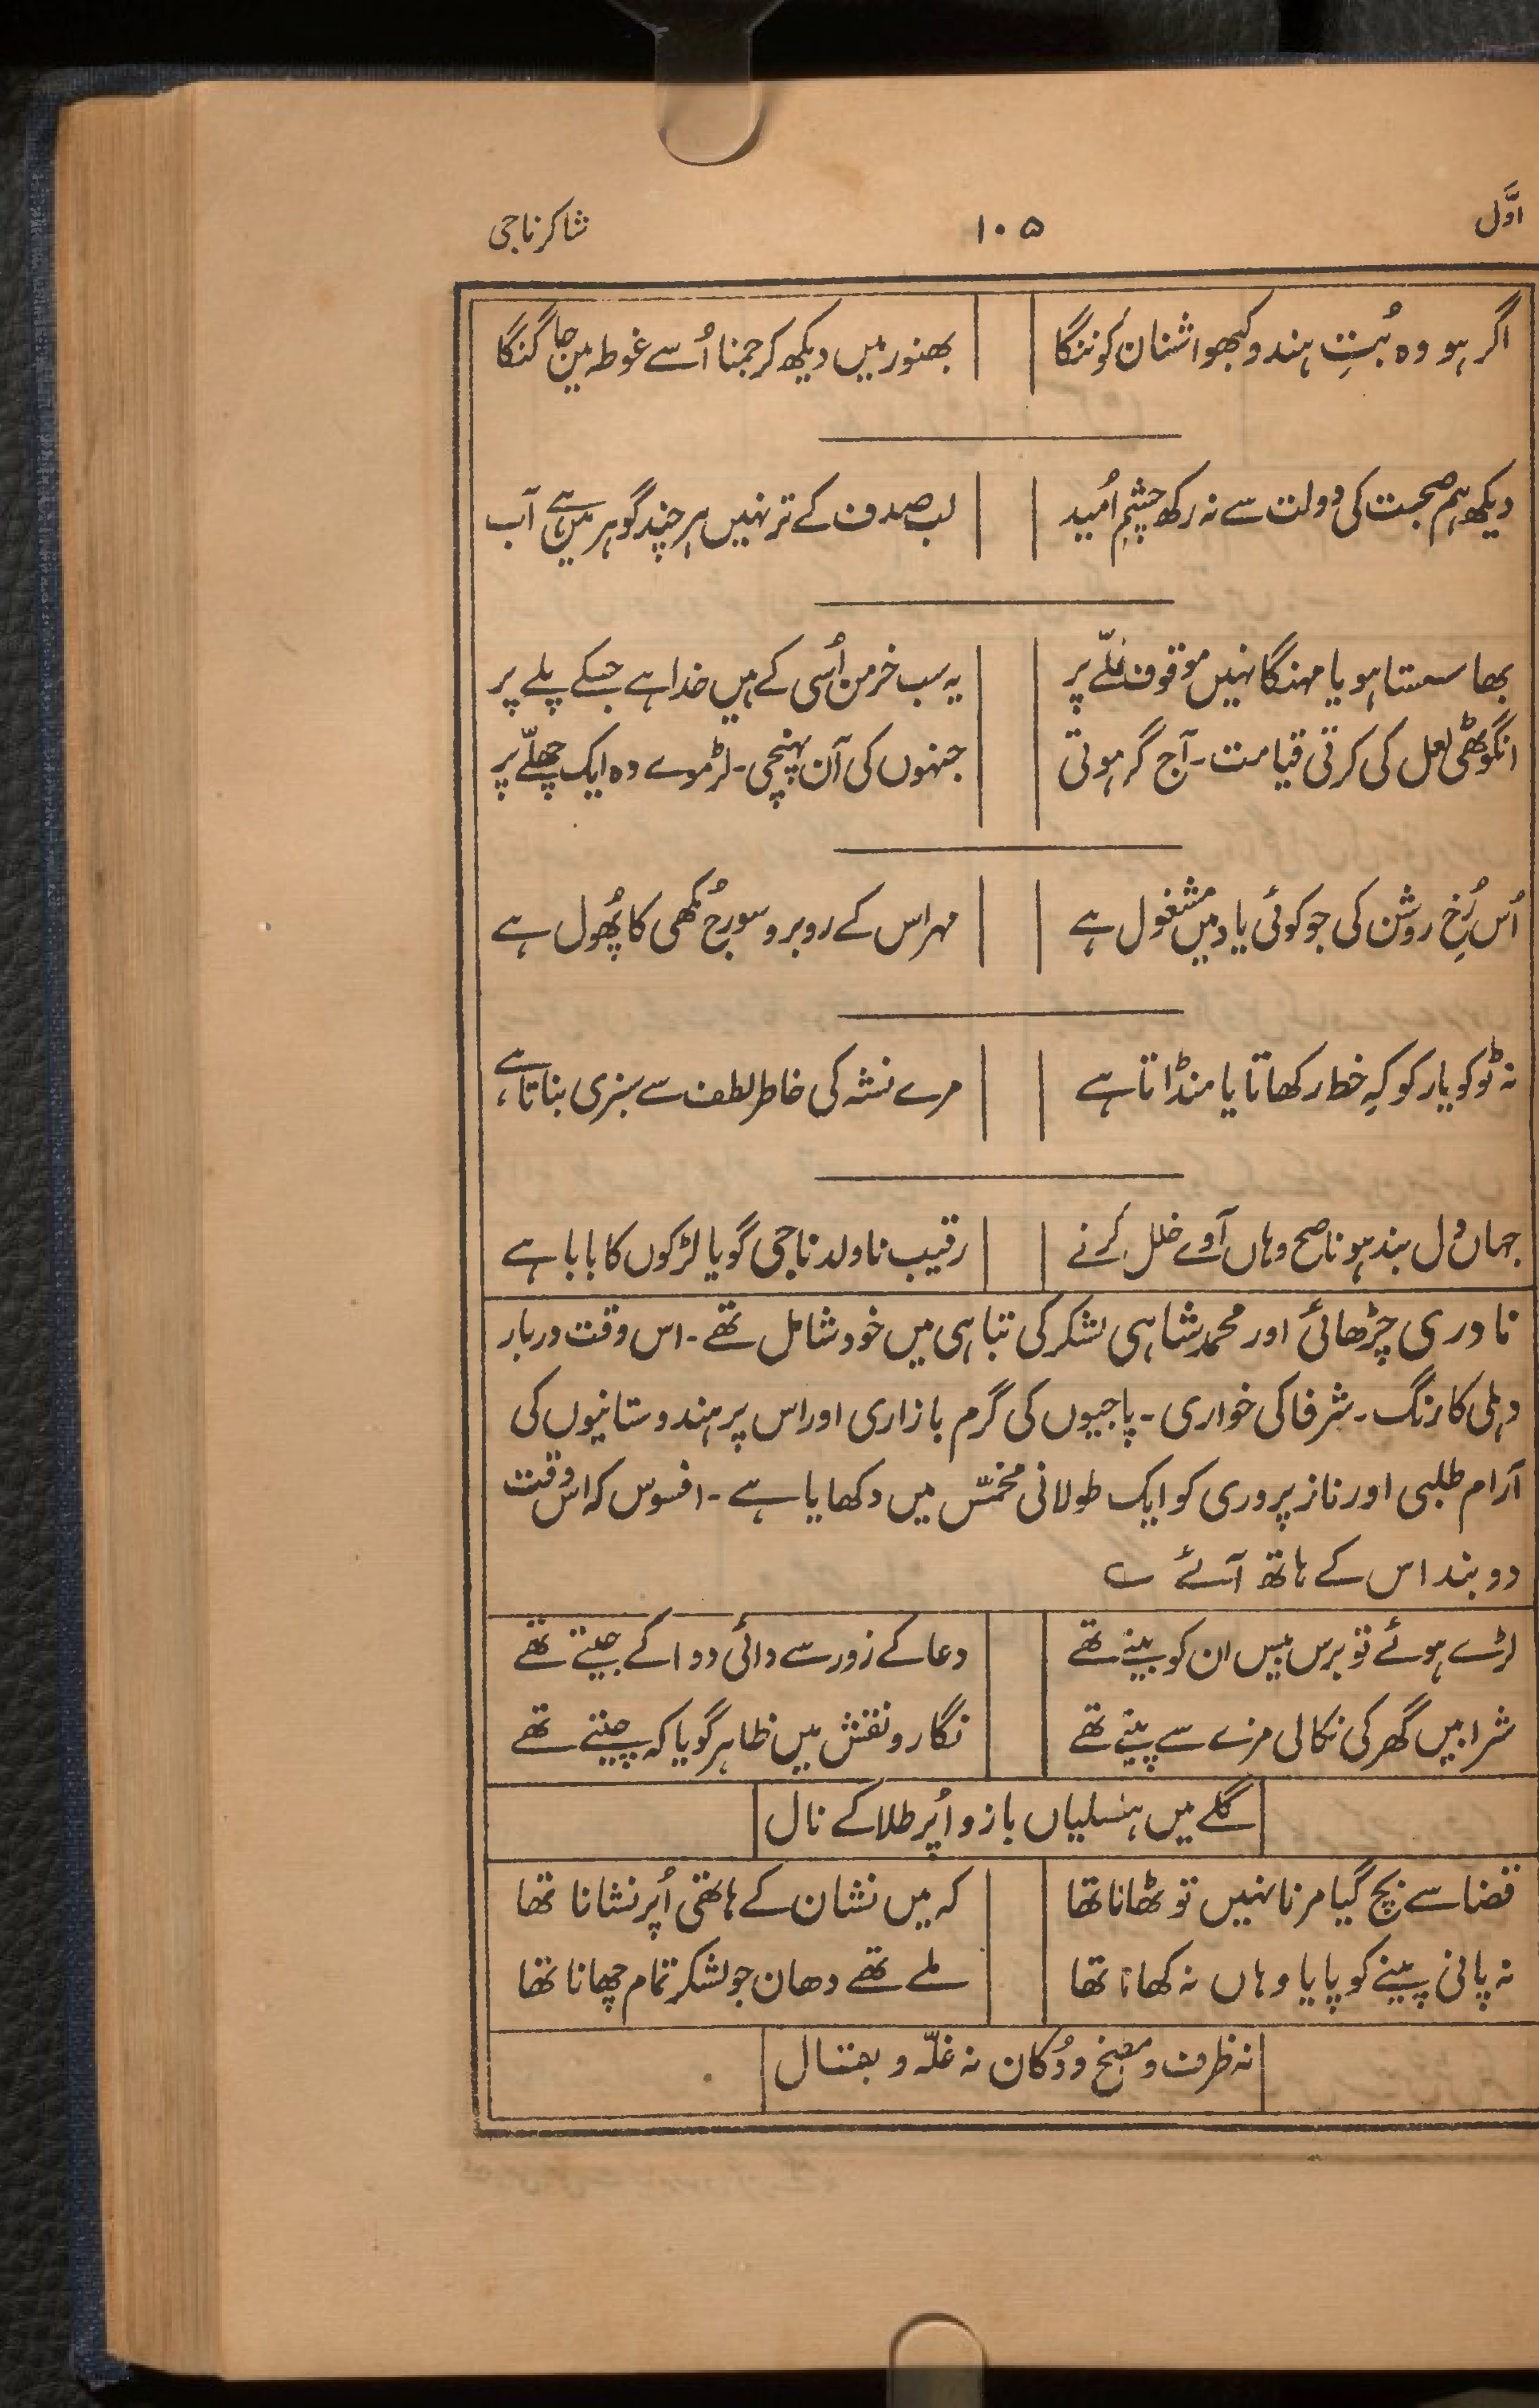 اوَّل ۱۰۵ شاکر ناجی
اگر ہو وہ بُتِ ہندو کبھو اشنان کو ننگا بھنور میں دیکھ کر جمنا اُسے غوطہ میں جا گنگا
دیکھ ہم صحبت کی دولت سے نہ رکھ چشمِ اُمید لب صدف کے تر نہیں ہر چند گوہر میں ہے آب
بھا سستا ہو یا مہنگا نہیں موقوف غلّے پر یہ سب خرمن اُسی کے ہیں خدا ہے جسکے پلے پر
انگوٹھی لعل کی کرتی قیامت۔ آج گر ہوتی جنہوں کی آن پہنچی۔ لڑ موے وہ ایک چھلّے پر
اُس رُخِ روشن کی جو کوئی یاد میں مشغول ہے مہر اس کے روبرو سورج مُکھی کا پُھول ہے
نہ ٹوکو یار کو کہ خط رکھاتا یا منڈاتا ہے مرے نشہ کی خاطر لطف سے سبزی بناتا ہے،
جہاں دل بند ہو ناصح وہاں آوے خلل کرنے رقیب نا ولد ناجی گویا لڑکوں کا بابا ہے
نادری چڑھائی اور محمد شاہی لشکر کی تباہی میں خود شامل تھے۔ اس وقت دربار
دہلی کا رنگ۔ شرفا کی خواری۔ پاجیوں کی گرم بازاری اور اس پر ہندوستانیوں کی
آرام طلبی اور ناز پروری کو ایک طولانی مخمسّ میں دکھایا ہے۔ افسوس کہ اس وقت
دو بند اس کے ہاتھ آئے ؎
لڑے ہوئے تو برس بیس ان کو بیتے تھے دعا کے زور سے دائی ددا کے جیتے تھے
شرابیں گھر کی نکالی مزے سے پیتے تھے نگار و نقش میں ظاہر گویا کہ چیتے تھے
گلے میں ہنسلیاں بازو اُپر طلا کے نال
قضا سے بچ گیا مرنا نہیں تو ٹھانا تھا کہ میں نشان کے ہاتھی اُپر نشانا تھا
نہ پانی پینے کو پایا وہاں نہ کھانا تھا ملے تھے دھان جو لشکر تمام چھانا تھا
نہ ظرف و مطبخ و دُکان نہ غلّہ و بقال